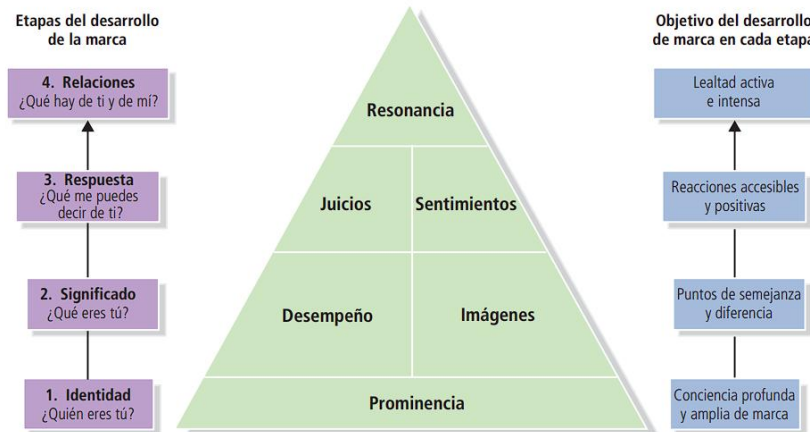 Etapas del desarrollo
de la marca
4. Relaciones
¿Qué hay de ti y de mí?
3. Respuesta
¿Qué me puedes
decir de ti?
2. Significado
¿Qué eres tú?
1. Identidad
¿Quién eres tú?
Resonancia
Juicios
Sentimientos
Desempeño
Imágenes
Prominencia
Objetivo del desarrollo
de marca en cada etapa
Lealtad activa
e intensa
Reacciones accesibles
y positivas
Puntos de semejanza
y diferencia
Conciencia profunda
y amplia de marca